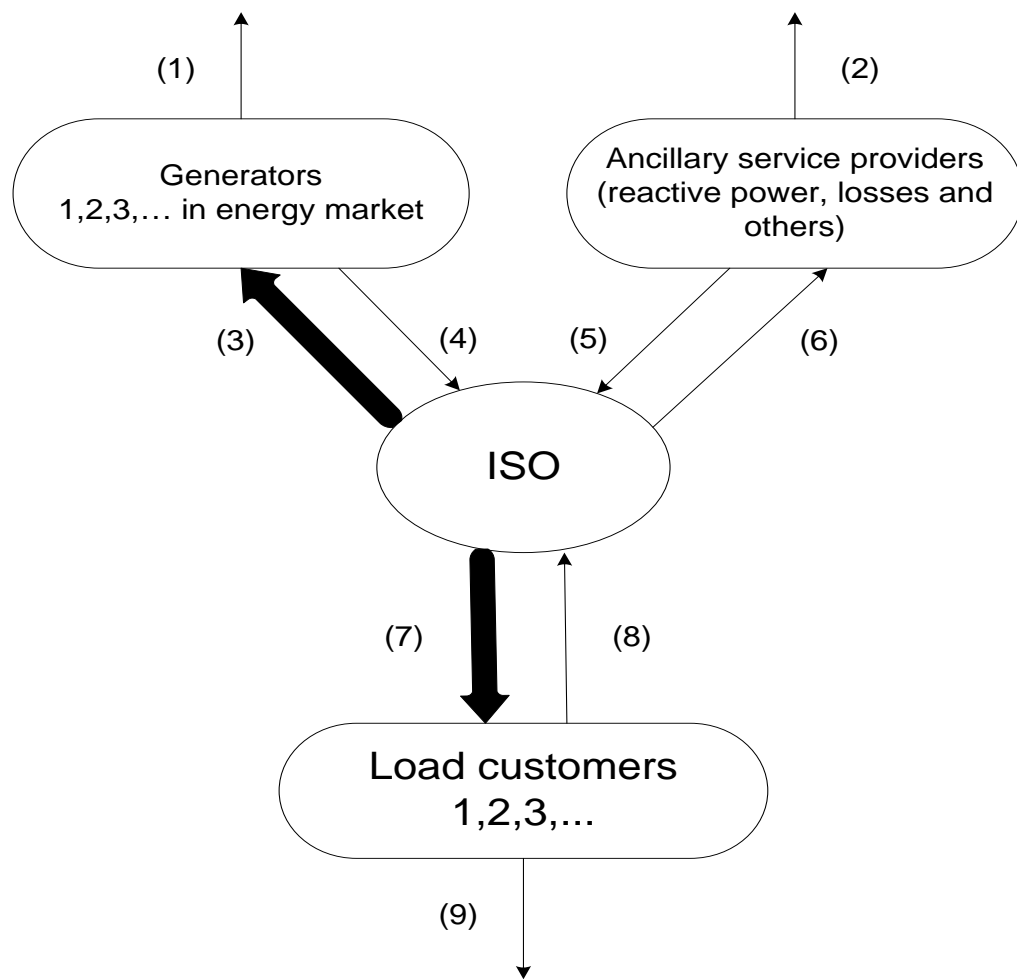 (1)
(2)
Generators
1,2,3,… in energy market
Ancillary service providers
(reactive power, losses and
others)
(3)
(4)
(5)
(6)
ISO
(7)
(8)
Load customers
1,2,3,...
(9)